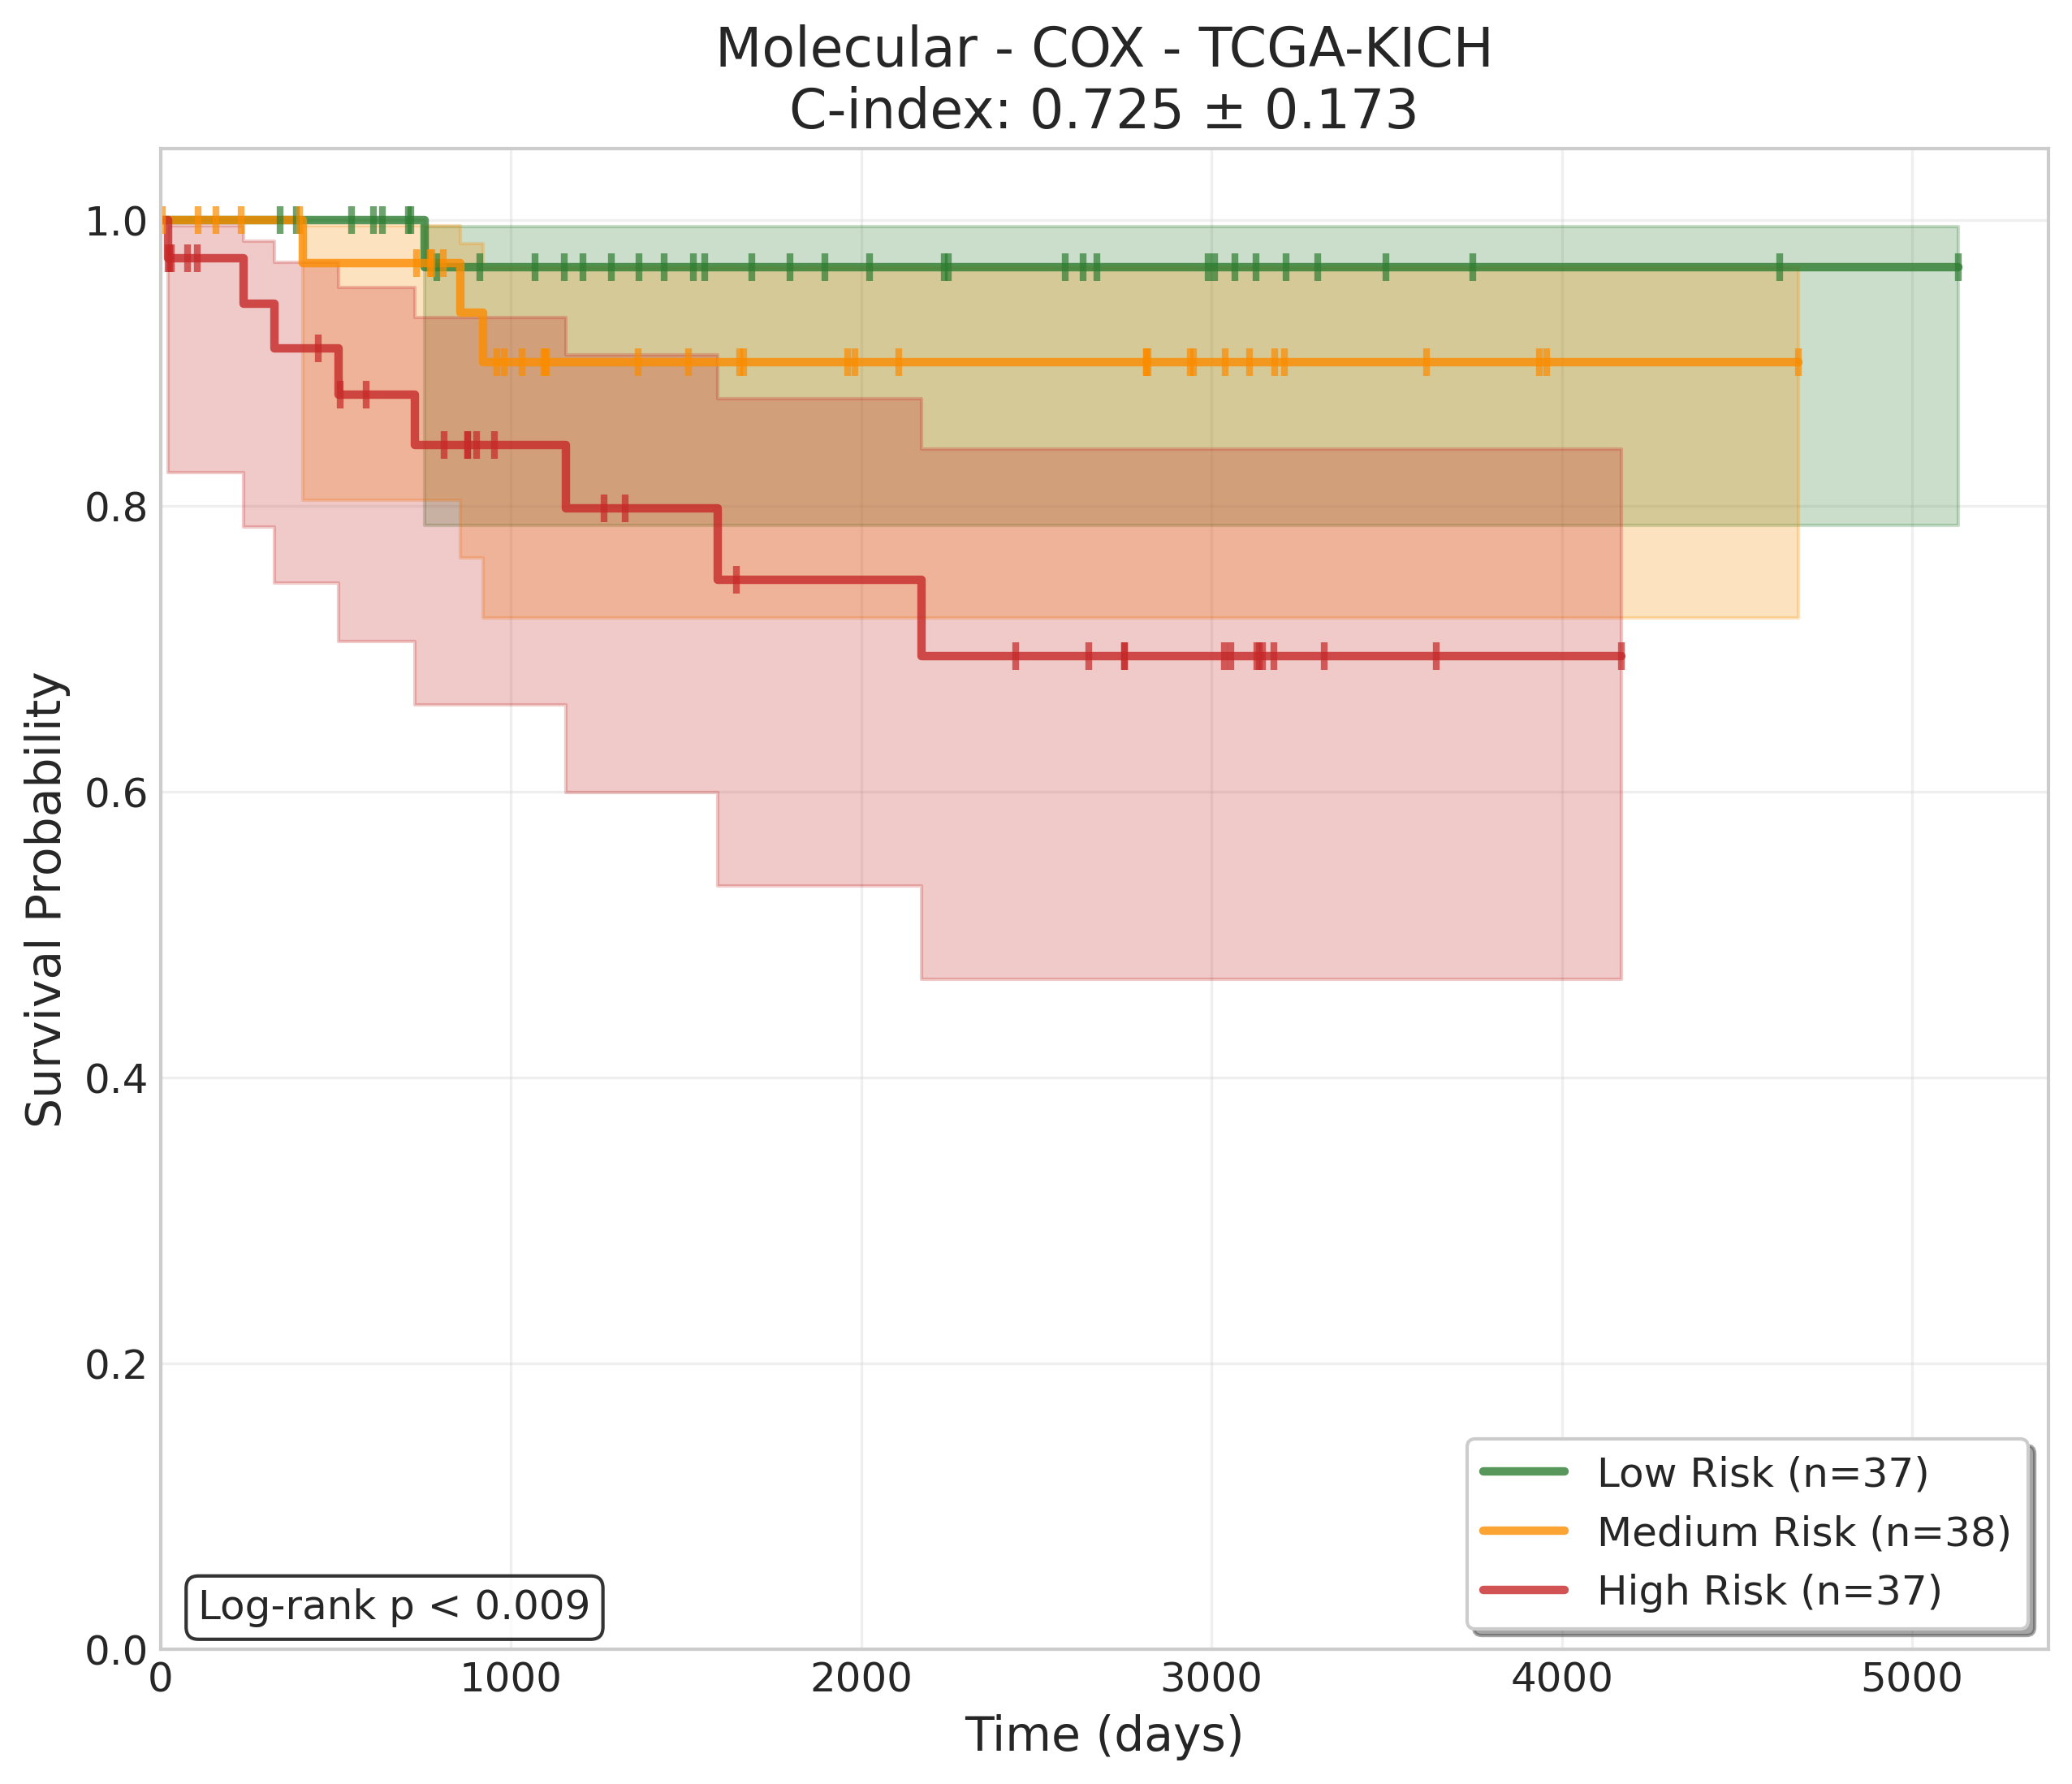 Molecular - COX - TCGA-KICH
C-index: 0.725 ± 0.173
Survival Probability
1.0
0.8
0.6
0.4
0.2
0.0
Low Risk (n=37)
Medium Risk (n=38)
High Risk (n=37)
Log-rank p < 0.009
0 1000 2000 3000 4000 5000
Time (days)